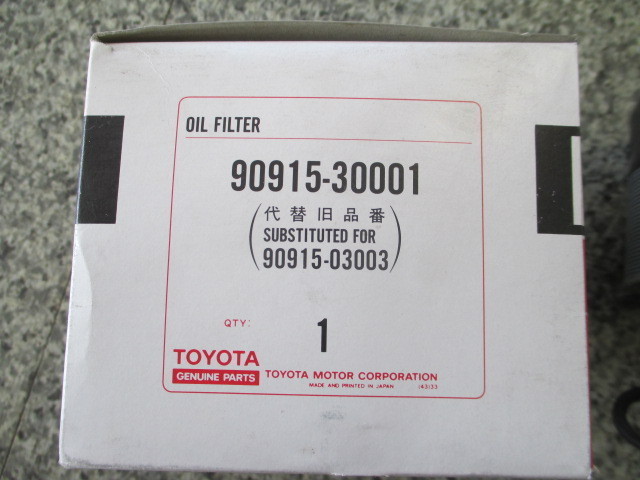 OIL FILTER
90915-30001
(代替旧品番
SUBSTITUTED FOR
90915-03003)
QTY: 1
TOYOTA
GENUINE PARTS
TOYOTA MOTOR CORPORATION
MADE AND PRINTED IN JAPAN